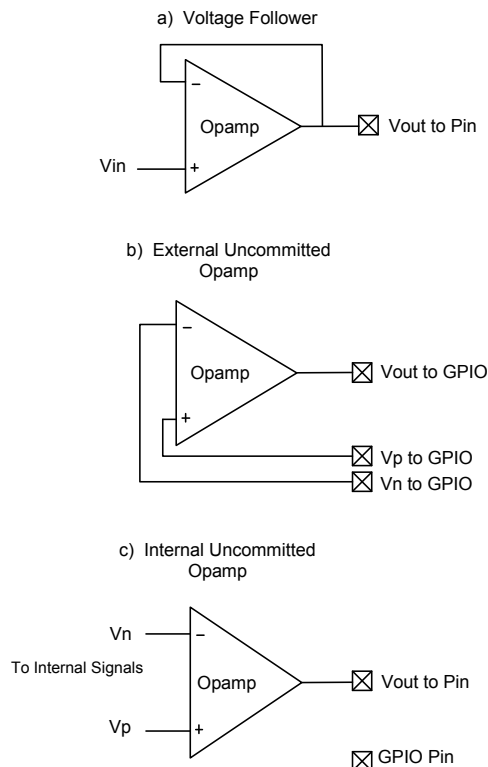 a) Voltage Follower
-
Opamp
Vout to Pin
Vin
+
b) External Uncommitted
Opamp
-
Opamp
Vout to GPIO
+
Vp to GPIO
Vn to GPIO
c) Internal Uncommitted
Opamp
Vn
-
To Internal Signals
Opamp
Vout to Pin
Vp
+
GPIO Pin